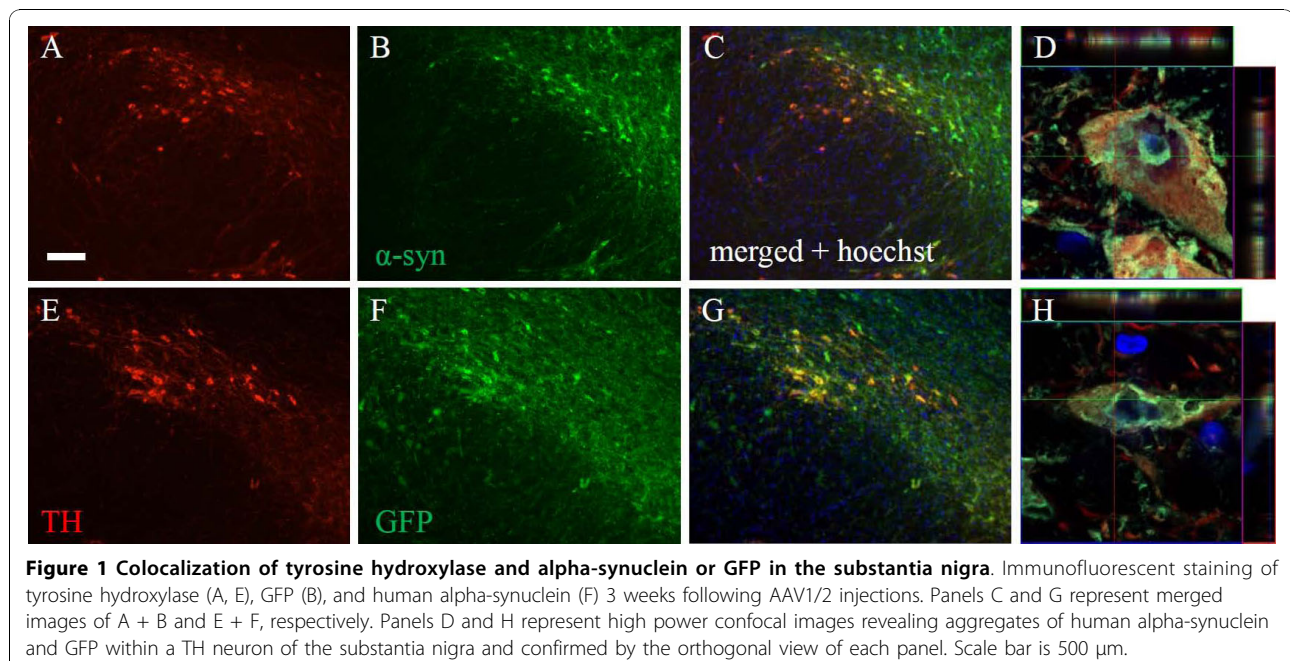 A
B
C
D
α-syn
merged + hoechst
E
F
G
H
TH
GFP
Figure 1 Colocalization of tyrosine hydroxylase and alpha-synuclein or GFP in the substantia nigra. Immunofluorescent staining of
tyrosine hydroxylase (A, E), GFP (B), and human alpha-synuclein (F) 3 weeks following AAV1/2 injections. Panels C and G represent merged
images of A + B and E + F, respectively. Panels D and H represent high power confocal images revealing aggregates of human alpha-synuclein
and GFP within a TH neuron of the substantia nigra and confirmed by the orthogonal view of each panel. Scale bar is 500 μm.